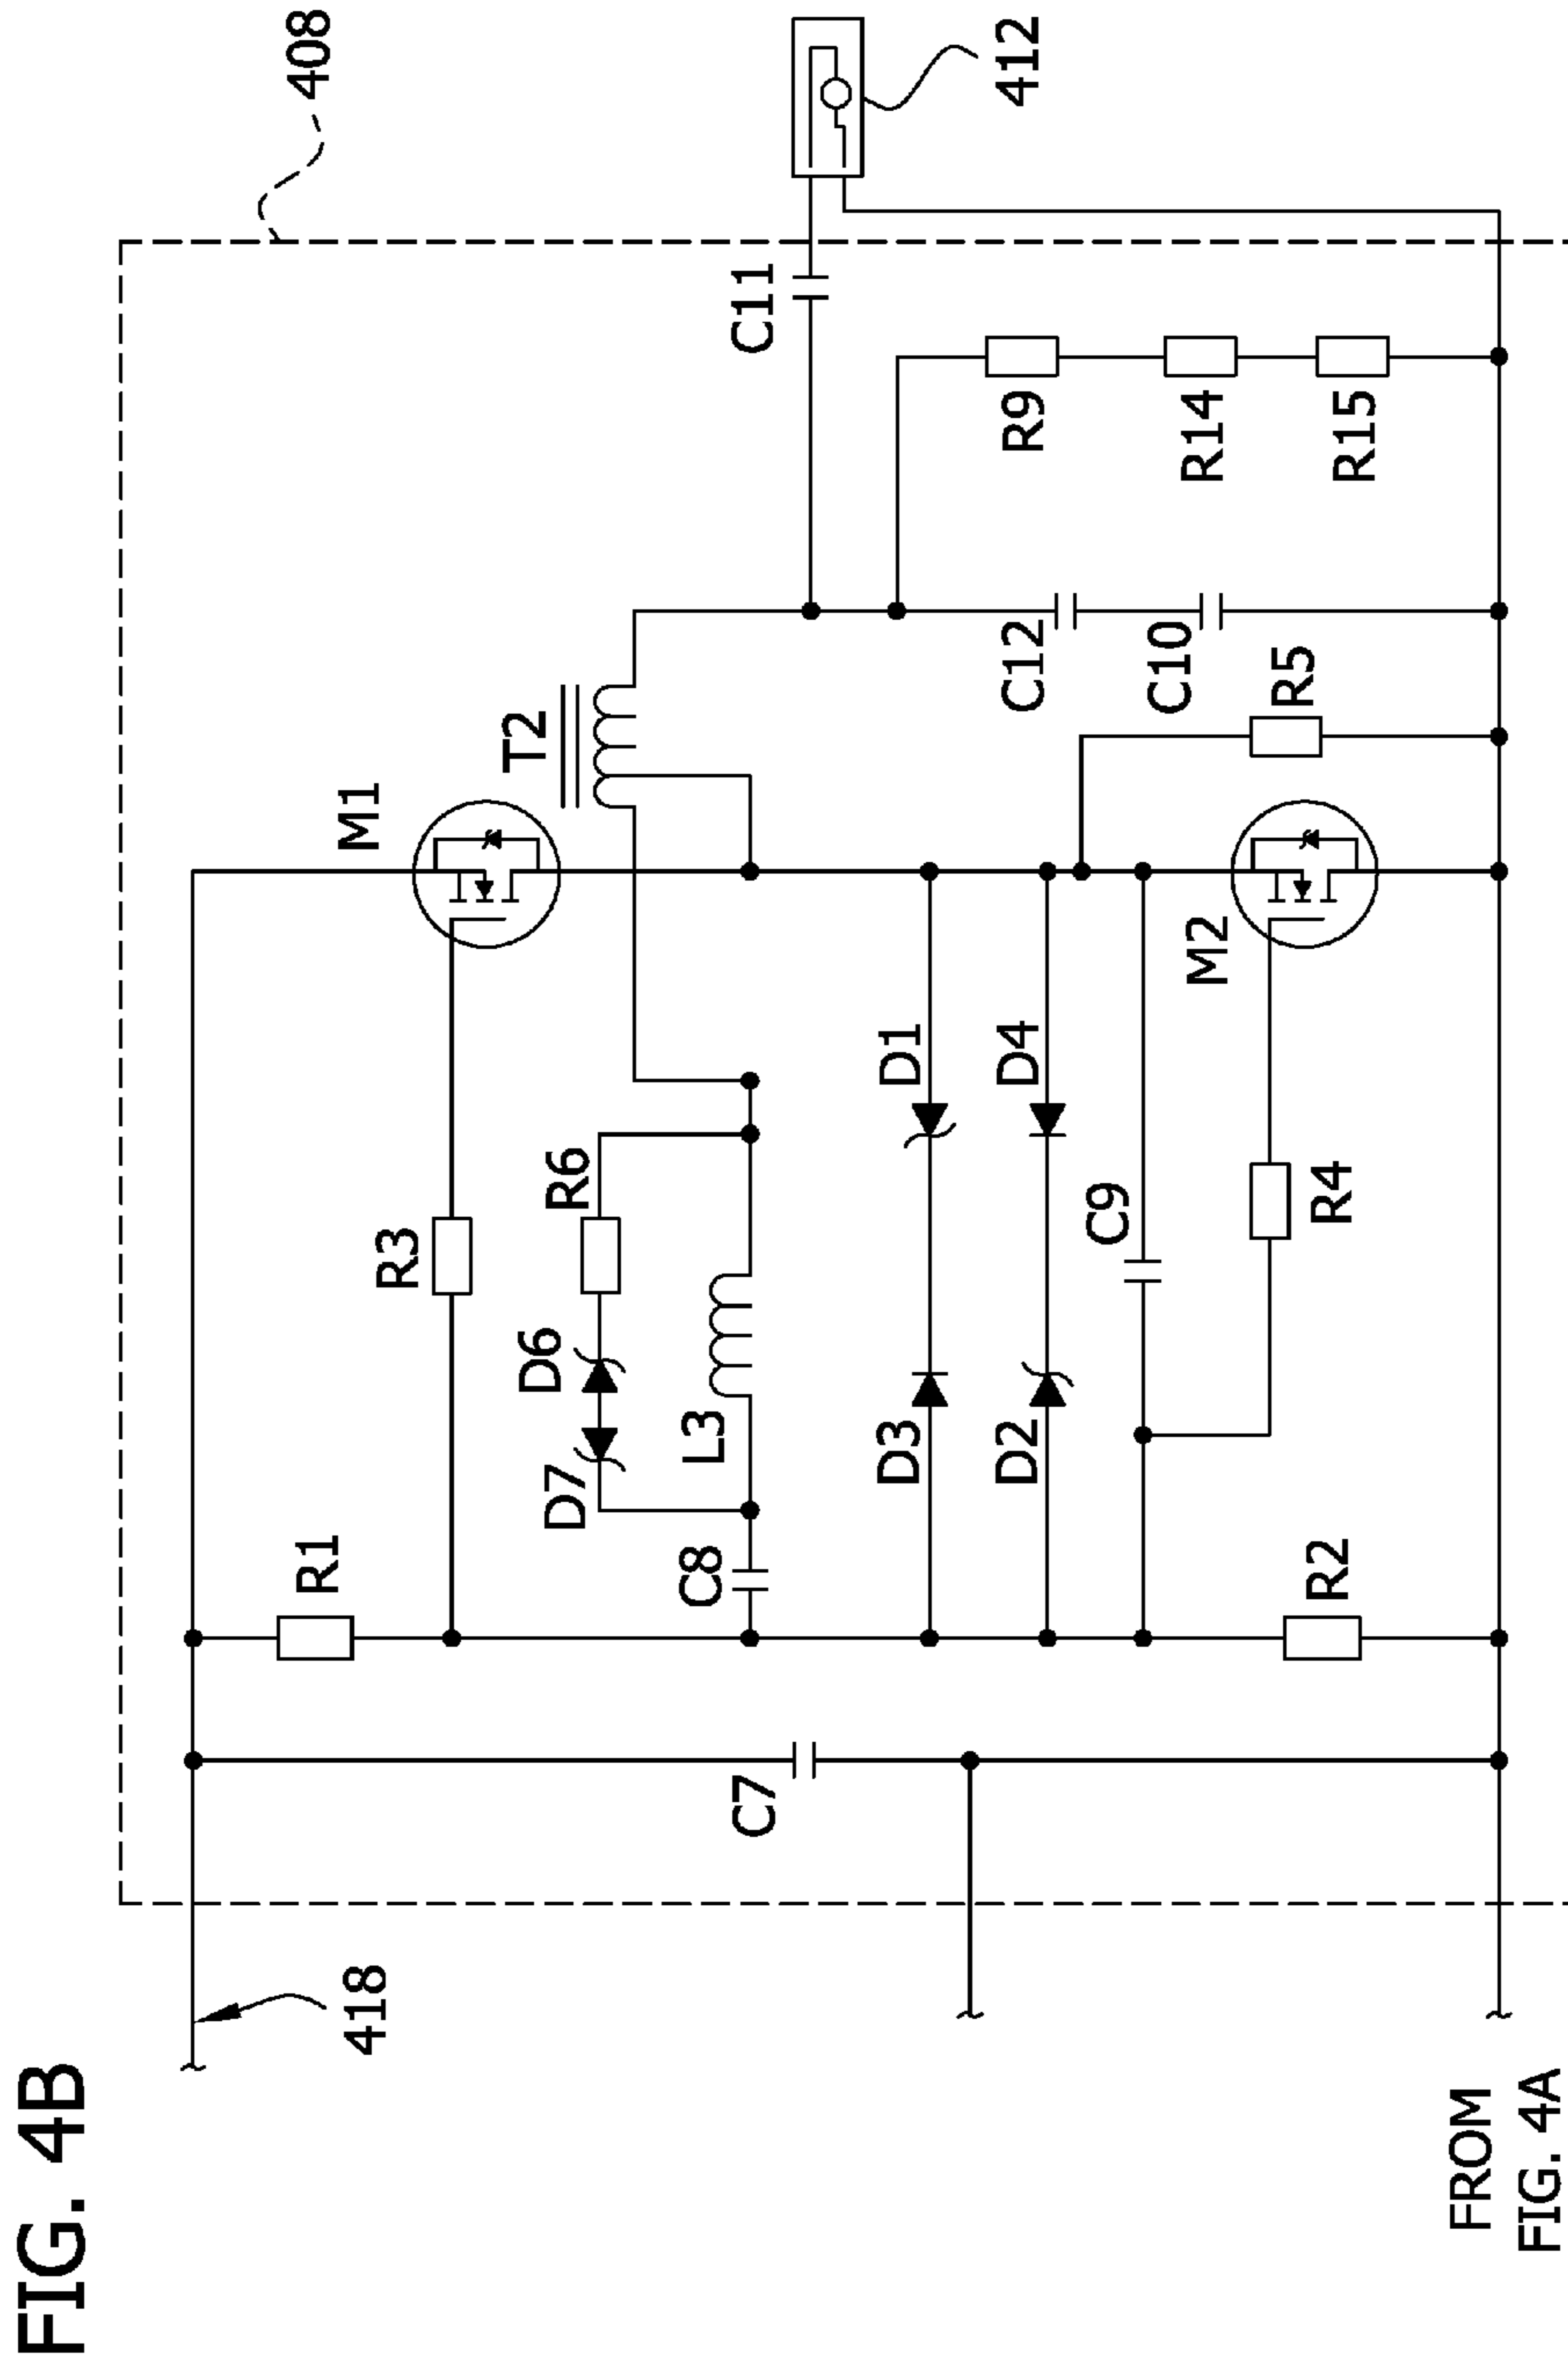 FIG. 4B
408
418
412
M1
R1
R3
T2
C11
R6
D6
D7
L3
C8
C7
D1
D3
D4
D2
C9
R4
M2
R2
C12
C10
R5
R9
R14
R15
FROM
FIG. 4A